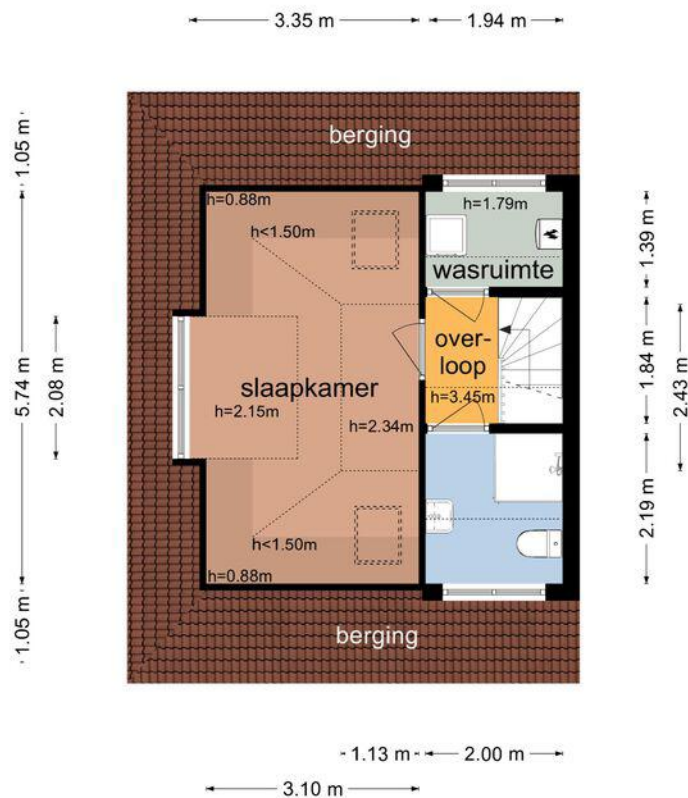 3.35 m
1.94 m
berging
1.05 m
5.74 m
2.08 m
1.05 m
h=0.88m
h<1.50m
h=1.79m
wasruimte
over-
loop
h=3.45m
slaapkamer
h=2.15m
h=2.34m
h<1.50m
h=0.88m
1.39 m
1.84 m
2.43 m
2.19 m
berging
1.13 m
2.00 m
3.10 m